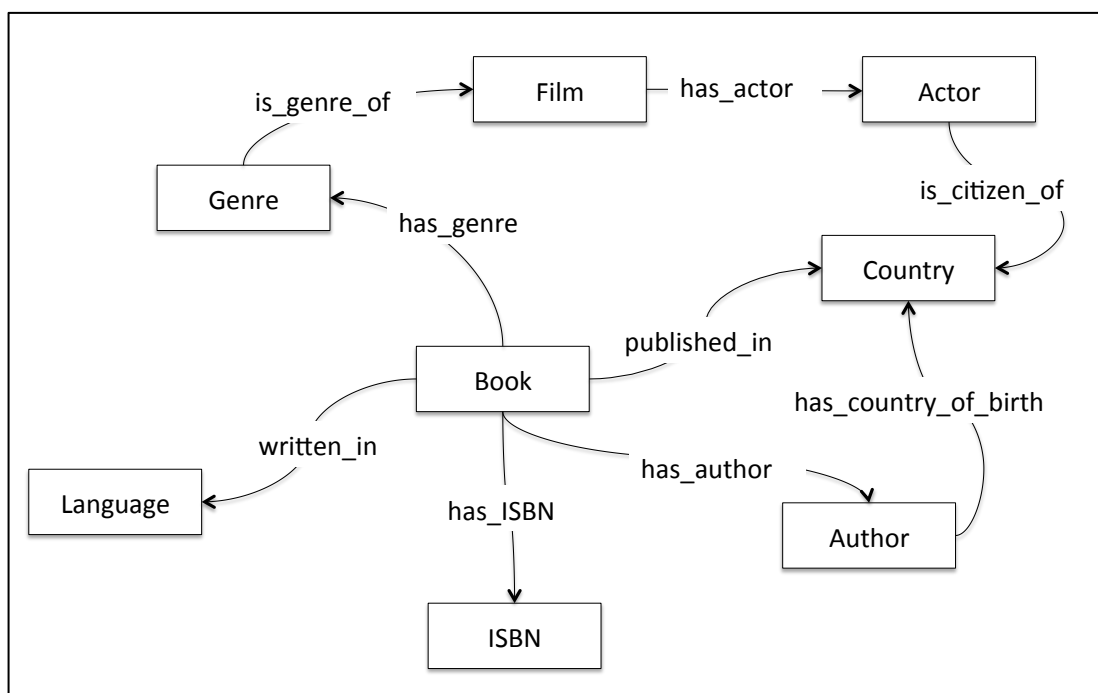 Film
has_actor
Actor
is_genre_of
Genre
is_citizen_of
has_genre
Country
published_in
Book
has_country_of_birth
written_in
has_author
Language
has_ISBN
Author
ISBN